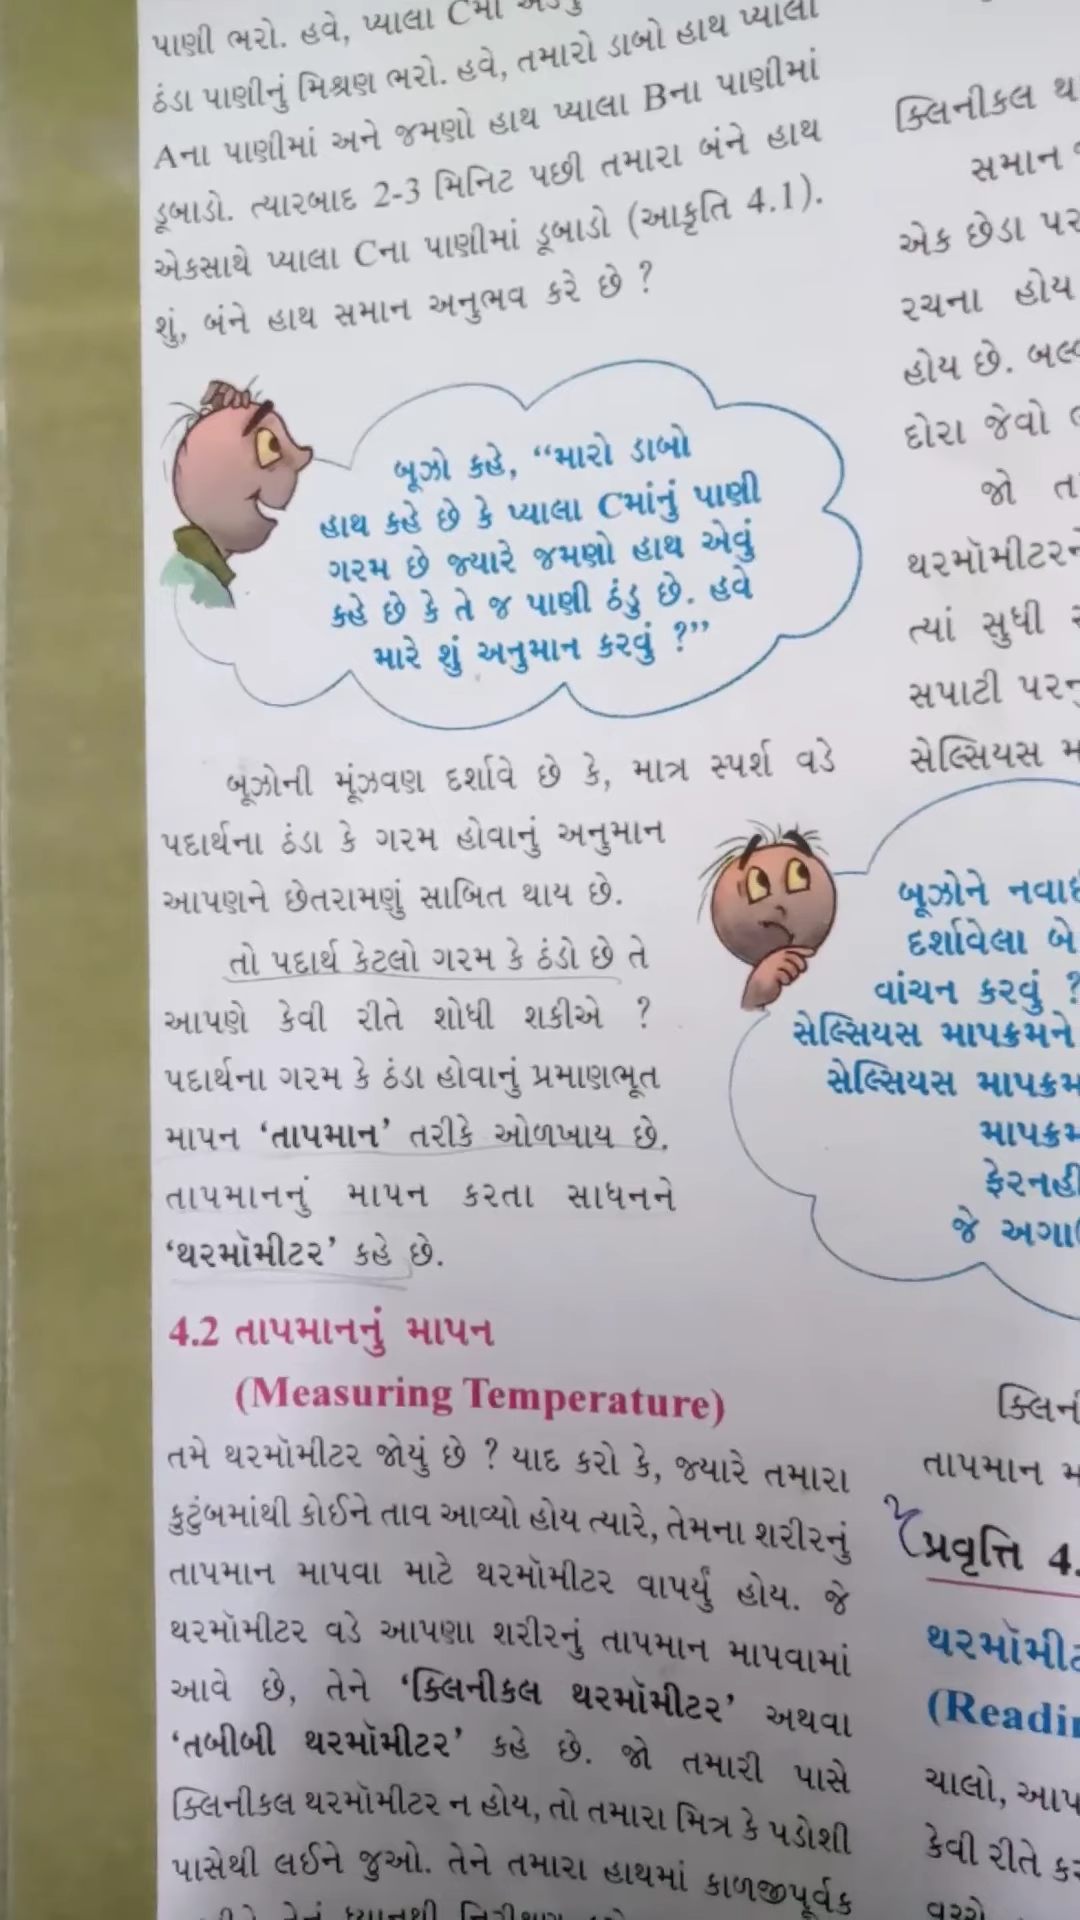 પાણી ભરો. હવે, પ્યાલા Cમાં
ઠંડા પાણીનું મિશ્રણ ભરો. હવે, તમારો ડાબો હાથ પ્યાલા
Aના પાણીમાં અને જમણો હાથ પ્યાલા Bના પાણીમાં
ડૂબાડો. ત્યારબાદ 2-3 મિનિટ પછી તમારા બંને હાથ
એકસાથે પ્યાલા Cના પાણીમાં ડૂબાડો (આકૃતિ 4.1).
શું, બંને હાથ સમાન અનુભવ કરે છે ?
બૂઝો કહે, “મારો ડાબો
હાથ કહે છે કે પ્યાલા Cમાંનું પાણી
ગરમ છે જ્યારે જમણો હાથ એવું
કહે છે કે તે જ પાણી ઠંડુ છે. હવે
મારે શું અનુમાન કરવું ?”
બૂઝોની મૂંઝવણ દર્શાવે છે કે, માત્ર સ્પર્શ વડે
પદાર્થના ઠંડા કે ગરમ હોવાનું અનુમાન
આપણને છેતરામણું સાબિત થાય છે.
તો પદાર્થ કેટલો ગરમ કે ઠંડો છે તે
આપણે કેવી રીતે શોધી શકીએ ?
પદાર્થના ગરમ કે ઠંડા હોવાનું પ્રમાણભૂત
માપન ‘તાપમાન’ તરીકે ઓળખાય છે.
તાપમાનનું માપન કરતા સાધનને
‘થરમૉમીટર’ કહે છે.
4.2 તાપમાનનું માપન
(Measuring Temperature)
તમે થરમૉમીટર જોયું છે ? યાદ કરો કે, જ્યારે તમારા
કુટુંબમાંથી કોઈને તાવ આવ્યો હોય ત્યારે, તેમના શરીરનું
તાપમાન માપવા માટે થરમૉમીટર વાપર્યું હોય. જે
થરમૉમીટર વડે આપણા શરીરનું તાપમાન માપવામાં
આવે છે, તેને ‘ક્લિનીકલ થરમૉમીટર’ અથવા
‘તબીબી થરમૉમીટર’ કહે છે. જો તમારી પાસે
ક્લિનીકલ થરમૉમીટર ન હોય, તો તમારા મિત્ર કે પડોશી
પાસેથી લઈને જુઓ. તેને તમારા હાથમાં કાળજીપૂર્વક
ક્લિનીકલ
સમાન
એક છેડા પર
રચના હોય
હોય છે.
દોરા જેવો
જો
ત્યાં સુધી
સપાટી
સેલ્સિયસ
બૂઝોને
દર્શાવેલા બે
વાંચન કરવું ?
સેલ્સિયસ માપક્રમને
સેલ્સિયસ
જે
તાપમાન
પ્રવૃત્તિ 4.
ચાલો,
કેવી રીતે